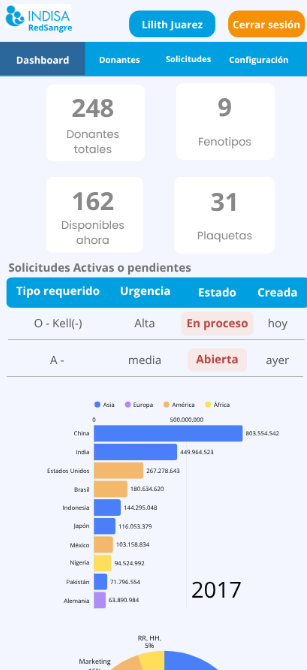 INDISA
RedSangre
Lilith Juarez
Cerrar sesión
Dashboard
Donantes
Solicitudes
Configuración
248
Donantes
totales
9
Fenotipos
162
Disponibles
ahora
31
Plaquetas
Solicitudes Activas o pendientes
Tipo requerido Urgencia Estado Creada
O - Kell(-) Alta En proceso hoy
A - media Abierta ayer
Asia Europa América África
0 500,000,000
China 803.554.542
India 449.964.523
Estados Unidos 267.278.643
Brasil 180.634.620
Indonesia 144.295.048
Japón 116.053.379
México 103.158.834
Nigeria 94.524.992
Pakistán 71.796.554
Alemania 63.890.984
2017
RR. HH.
5%
Marketing